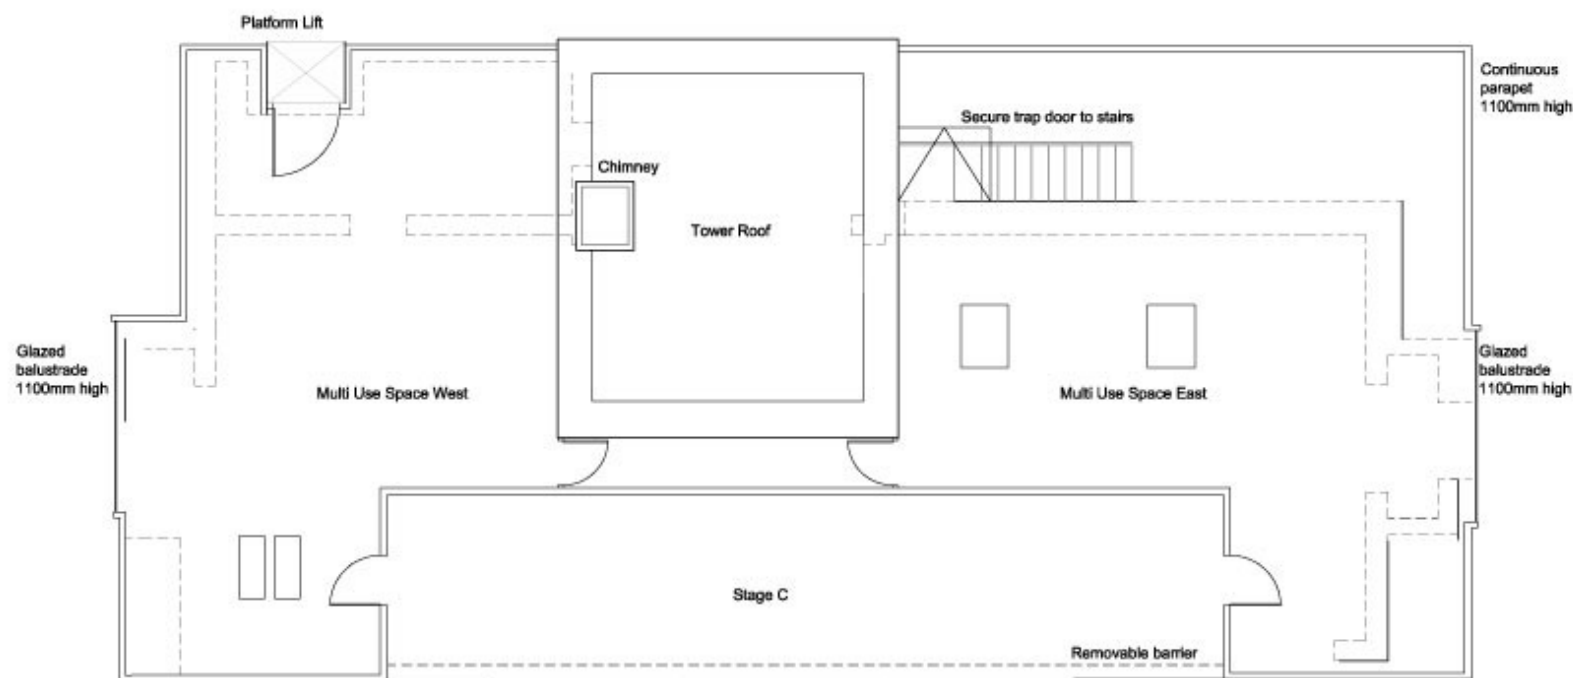 Platform Lift
Continuous
parapet
1100mm high
Secure trap door to stairs
Chimney
Tower Roof
Glazed
balustrade
1100mm high
Multi Use Space West
Multi Use Space East
Glazed
balustrade
1100mm high
Stage C
Removable barrier